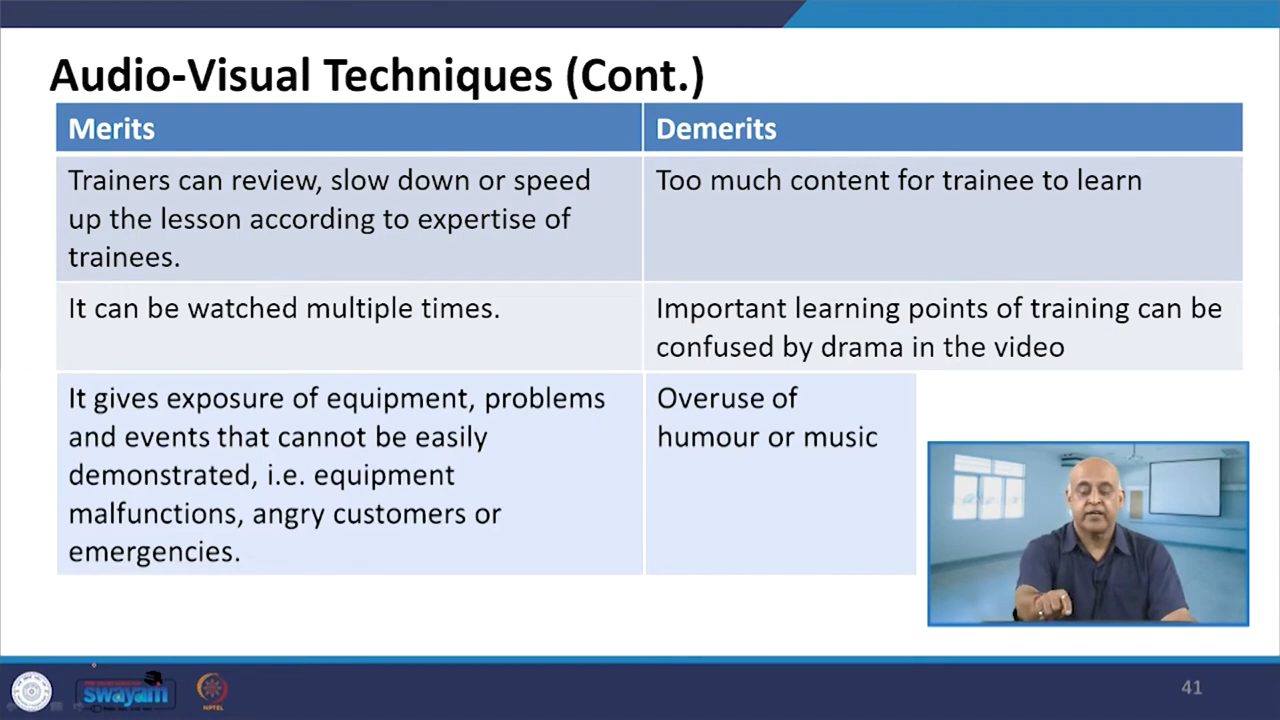 Audio-Visual Techniques (Cont.)
Merits
Demerits
Trainers can review, slow down or speed
up the lesson according to expertise of
trainees.
Too much content for trainee to learn
It can be watched multiple times.
Important learning points of training can be
confused by drama in the video
It gives exposure of equipment, problems
and events that cannot be easily
demonstrated, i.e. equipment
malfunctions, angry customers or
emergencies.
Overuse of
humour or music
swayam
NPTEL
41